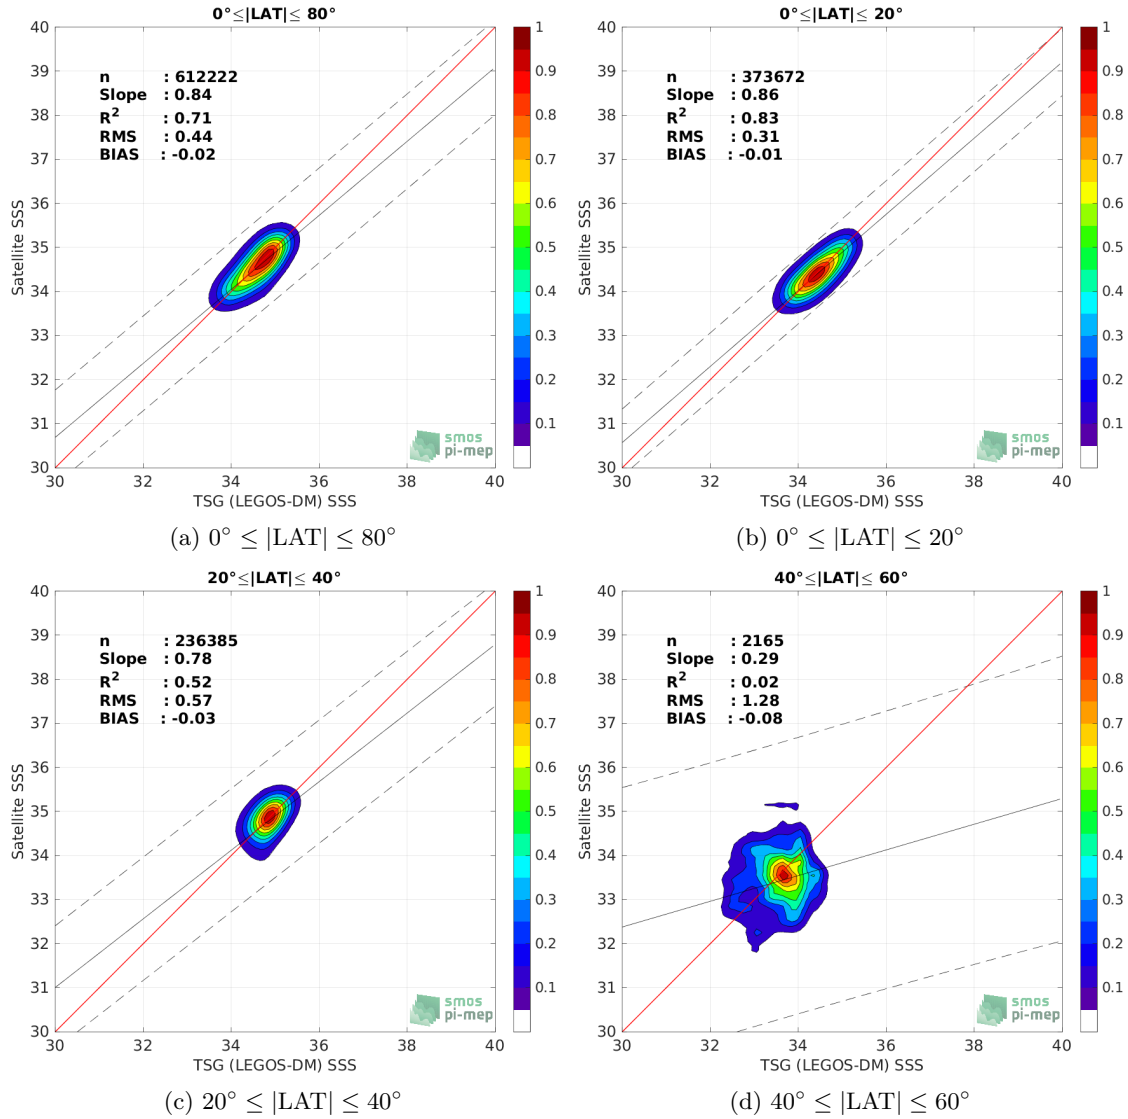 0°≤|LAT|≤ 80°
n : 612222
Slope : 0.84
R² : 0.71
RMS : 0.44
BIAS : -0.02
40
39
38
37
36
35
34
33
32
31
30
Satellite SSS
30 32 34 36 38 40
TSG (LEGOS-DM) SSS
1
0.9
0.8
0.7
0.6
0.5
0.4
0.3
0.2
0.1
smos
pi-mep
(a) 0° ≤ |LAT| ≤ 80°
0°≤|LAT|≤ 20°
n : 373672
Slope : 0.86
R² : 0.83
RMS : 0.31
BIAS : -0.01
40
39
38
37
36
35
34
33
32
31
30
Satellite SSS
30 32 34 36 38 40
TSG (LEGOS-DM) SSS
1
0.9
0.8
0.7
0.6
0.5
0.4
0.3
0.2
0.1
smos
pi-mep
(b) 0° ≤ |LAT| ≤ 20°
20°≤|LAT|≤ 40°
n : 236385
Slope : 0.78
R² : 0.52
RMS : 0.57
BIAS : -0.03
40
39
38
37
36
35
34
33
32
31
30
Satellite SSS
30 32 34 36 38 40
TSG (LEGOS-DM) SSS
1
0.9
0.8
0.7
0.6
0.5
0.4
0.3
0.2
0.1
smos
pi-mep
(c) 20° ≤ |LAT| ≤ 40°
40°≤|LAT|≤ 60°
n : 2165
Slope : 0.29
R² : 0.02
RMS : 1.28
BIAS : -0.08
40
39
38
37
36
35
34
33
32
31
30
Satellite SSS
30 32 34 36 38 40
TSG (LEGOS-DM) SSS
1
0.9
0.8
0.7
0.6
0.5
0.4
0.3
0.2
0.1
smos
pi-mep
(d) 40° ≤ |LAT| ≤ 60°